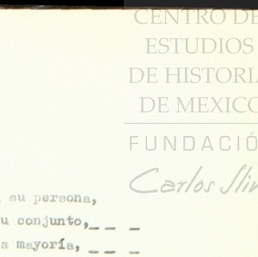 CENTRO DE
ESTUDIOS
DE HISTORIA
DE MEXICO
FUNDACIÓ
Carlos Slim
su persona,
u conjunto,_ _ _
a mayoría, _ _ _